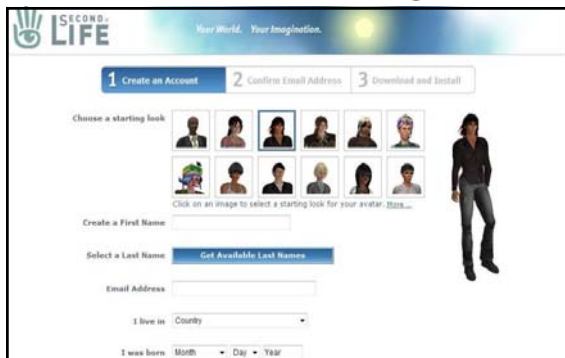 SECOND LIFE
Your World. Your Imagination.
1 Create an Account 2 Confirm Email Address 3 Download and Install
Choose a starting look
Click on an image to select a starting look for your avatar. More ...
Create a First Name
Select a Last Name Get Available Last Names
Email Address
I live in Country
I was born Month Day Year